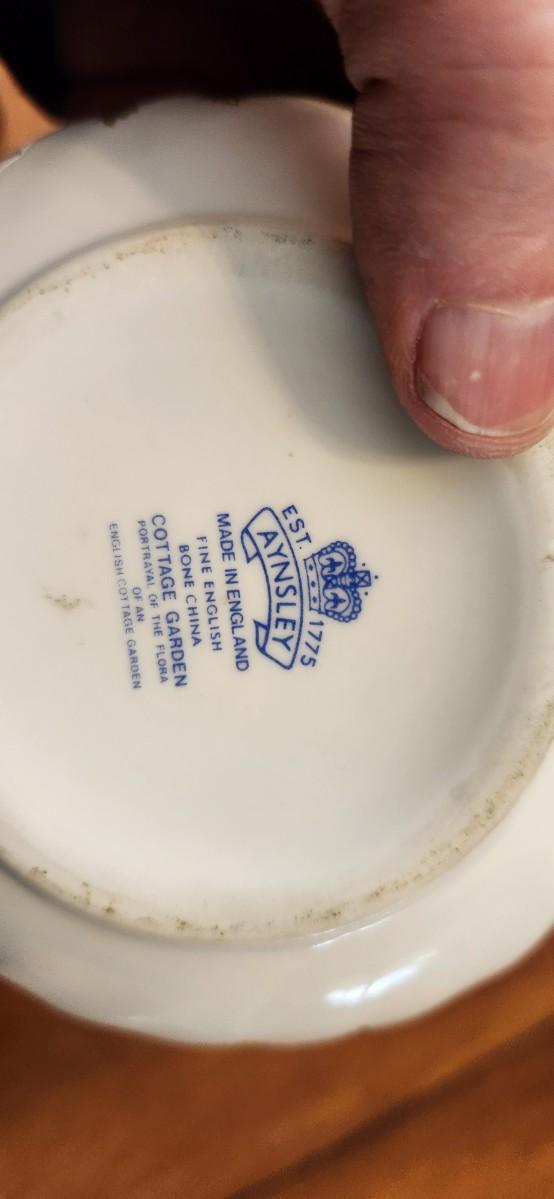 EST. 1775
AYNSLEY
MADE IN ENGLAND
FINE ENGLISH
BONE CHINA
COTTAGE GARDEN
PORTRAYAL OF THE FLORA
OF AN
ENGLISH COTTAGE GARDEN